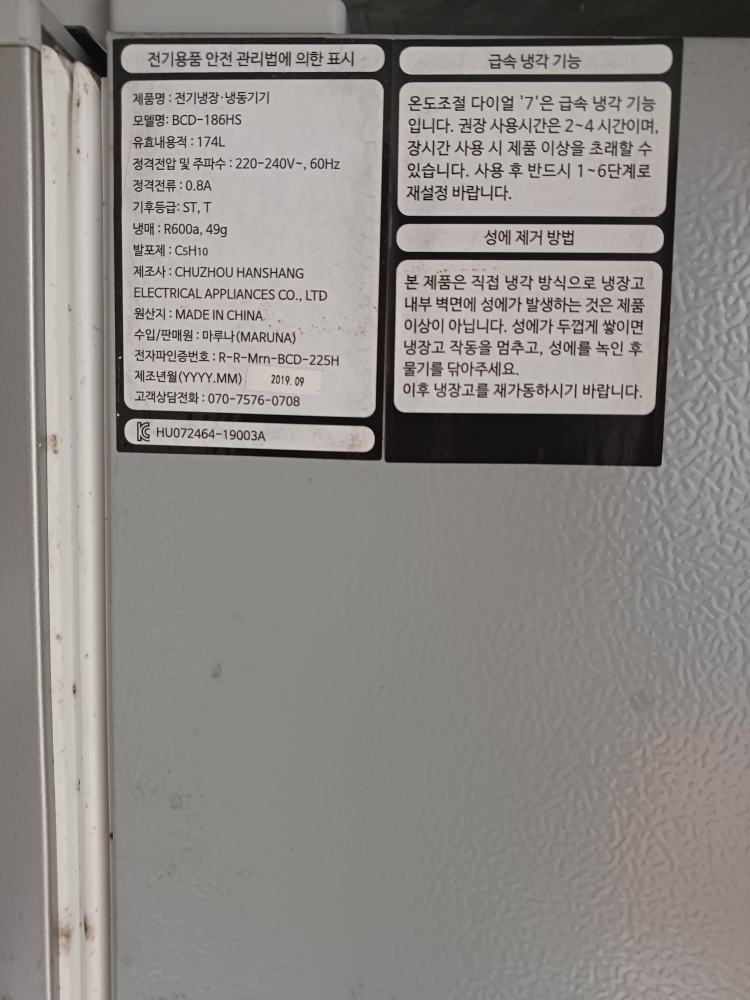 전기용품 안전 관리법에 의한 표시
제품명 : 전기냉장·냉동기기
모델명: BCD-186HS
유효내용적 : 174L
정격전압 및 주파수 : 220-240V~, 60Hz
정격전류 : 0.8A
기후등급: ST, T
냉매 : R600a, 49g
발포제 : C5H10
제조사 : CHUZHOU HANSHANG
ELECTRICAL APPLIANCES CO., LTD
원산지 : MADE IN CHINA
수입/판매원 : 마루나(MARUNA)
전자파인증번호 : R-R-Mrn-BCD-225H
제조년월(YYYY.MM) 2019. 09
고객상담전화 : 070-7576-0708
HU072464-19003A
급속 냉각 기능
온도조절 다이얼 '7'은 급속 냉각 기능
입니다. 권장 사용시간은 2~4 시간이며,
장시간 사용 시 제품 이상을 초래할 수
있습니다. 사용 후 반드시 1~6단계로
재설정 바랍니다.
성에 제거 방법
본 제품은 직접 냉각 방식으로 냉장고
내부 벽면에 성에가 발생하는 것은 제품
이상이 아닙니다. 성에가 두껍게 쌓이면
냉장고 작동을 멈추고, 성에를 녹인 후
물기를 닦아주세요.
이후 냉장고를 재가동하시기 바랍니다.